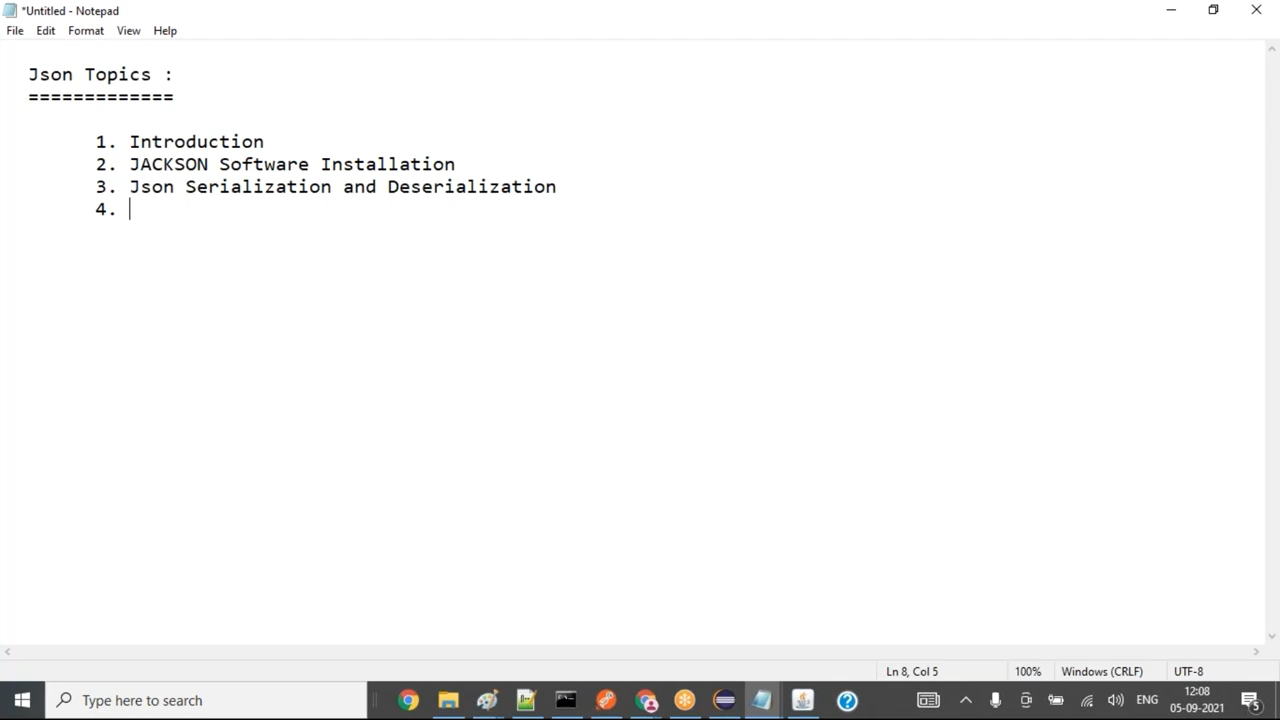 *Untitled - Notepad
File Edit Format View Help
Json Topics :
=============
1. Introduction
2. JACKSON Software Installation
3. Json Serialization and Deserialization
4.
Ln 8, Col 5 100% Windows (CRLF) UTF-8
Type here to search
ENG
12:08
05-09-2021
5